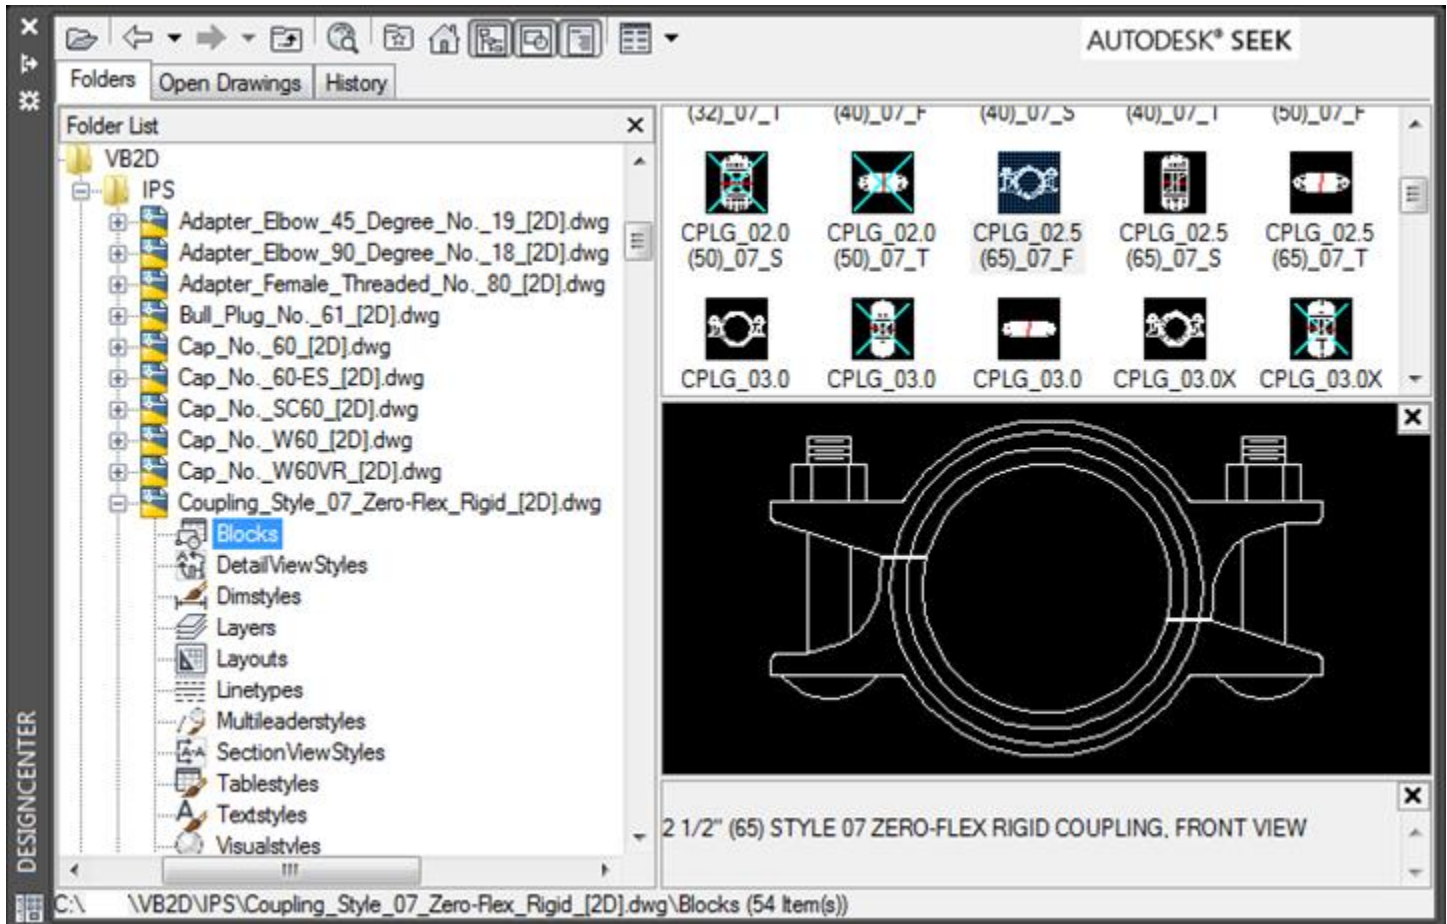 AUTODESK® SEEK
Folders
Open Drawings
History
Folder List
VB2D
IPS
Adapter_Elbow_45_Degree_No._19_[2D].dwg
Adapter_Elbow_90_Degree_No._18_[2D].dwg
Adapter_Female_Threaded_No._80_[2D].dwg
Bull_Plug_No._61_[2D].dwg
Cap_No._60_[2D].dwg
Cap_No._60-ES_[2D].dwg
Cap_No._SC60_[2D].dwg
Cap_No._W60_[2D].dwg
Cap_No._W60VR_[2D].dwg
Coupling_Style_07_Zero-Flex_Rigid_[2D].dwg
Blocks
DetailViewStyles
Dimstyles
Layers
Layouts
Linetypes
Multileaderstyles
SectionViewStyles
Tablestyles
Textstyles
Visualstyles
(32)_07_T (40)_07_F (40)_07_S (40)_07_T (50)_07_F
CPLG_02.0 CPLG_02.0 CPLG_02.5 CPLG_02.5 CPLG_02.5
(50)_07_S (50)_07_T (65)_07_F (65)_07_S (65)_07_T
CPLG_03.0 CPLG_03.0 CPLG_03.0 CPLG_03.0X CPLG_03.0X
2 1/2" (65) STYLE 07 ZERO-FLEX RIGID COUPLING, FRONT VIEW
DESIGNCENTER
C:\ \VB2D\IPS\Coupling_Style_07_Zero-Flex_Rigid_[2D].dwg\Blocks (54 Item(s))